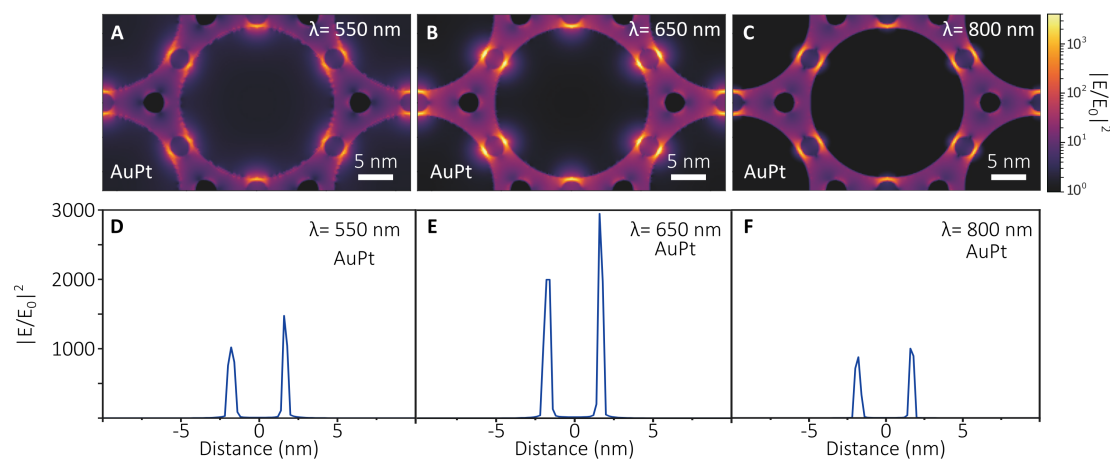 A
λ= 550 nm
AuPt
5 nm
B
λ= 650 nm
AuPt
5 nm
C
λ= 800 nm
AuPt
5 nm
10³
10²
10¹
10⁰
|E/E₀|²
D
λ= 550 nm
AuPt
E
λ= 650 nm
AuPt
F
λ= 800 nm
AuPt
|E/E₀|²
3000
2000
1000
-5 0 5
Distance (nm)
-5 0 5
Distance (nm)
-5 0 5
Distance (nm)